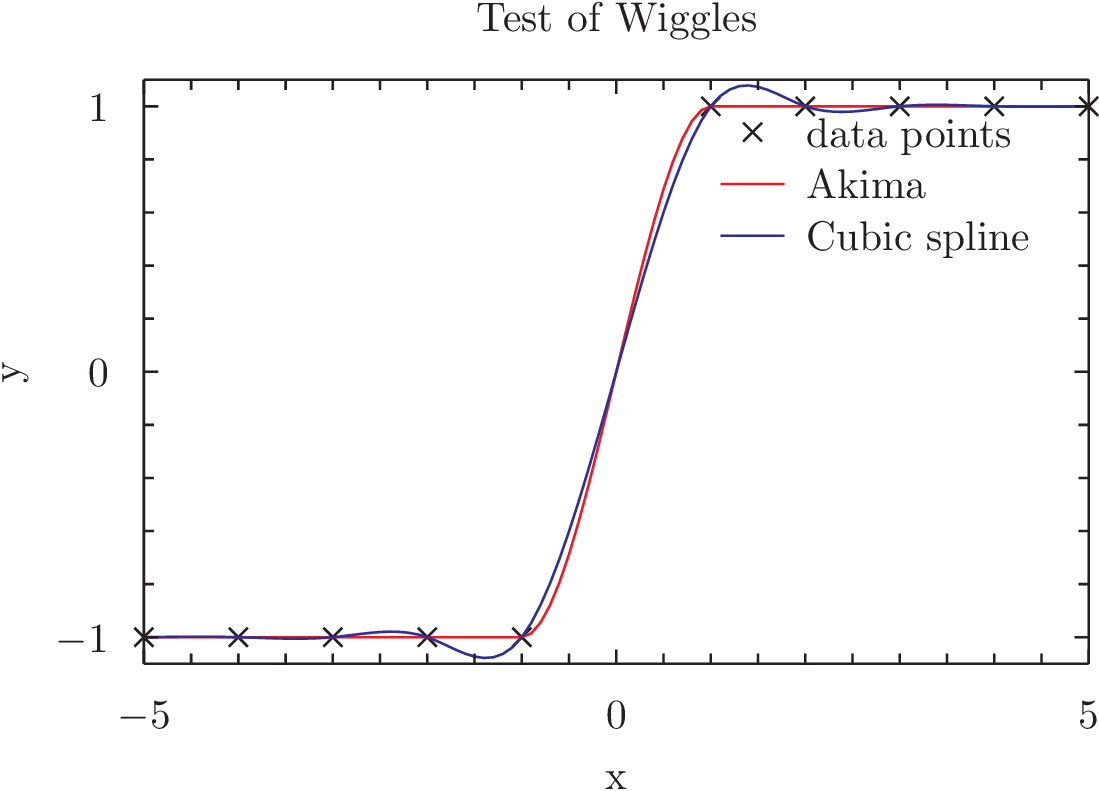 Test of Wiggles
1
data points
Akima
Cubic spline
y
0
−1
−5 0 5
x